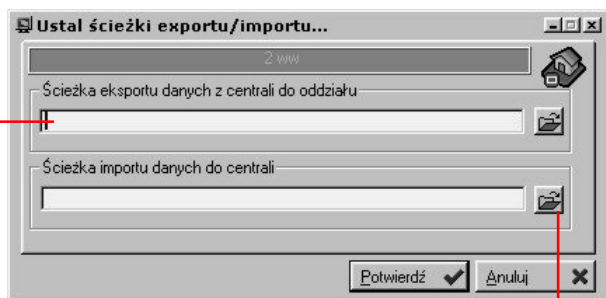 Ustal ścieżki exportu/importu...
2 ww
Ścieżka eksportu danych z centrali do oddziału
Ścieżka importu danych do centrali
Potwierdź Anuluj